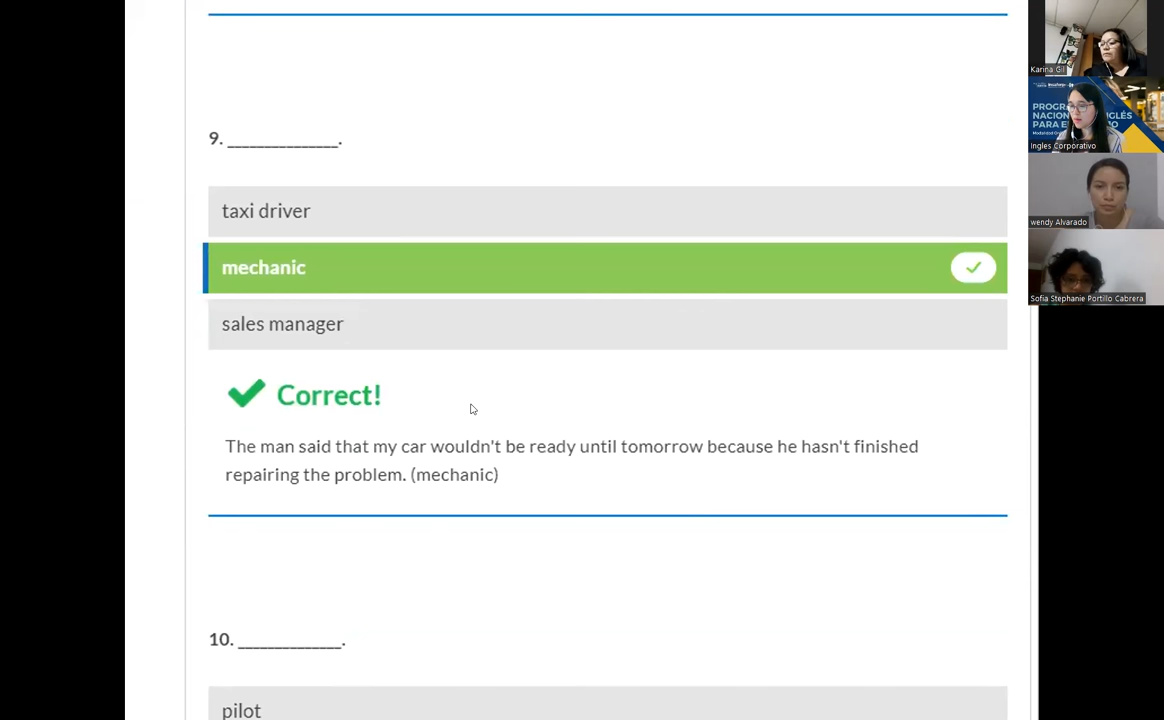 9. _______________.
taxi driver
mechanic
sales manager
Correct!
The man said that my car wouldn't be ready until tomorrow because he hasn't finished
repairing the problem. (mechanic)
10. ______________.
pilot
Karina Gil
Ingles Corporativo
wendy Alvarado
Sofia Stephanie Portillo Cabrera